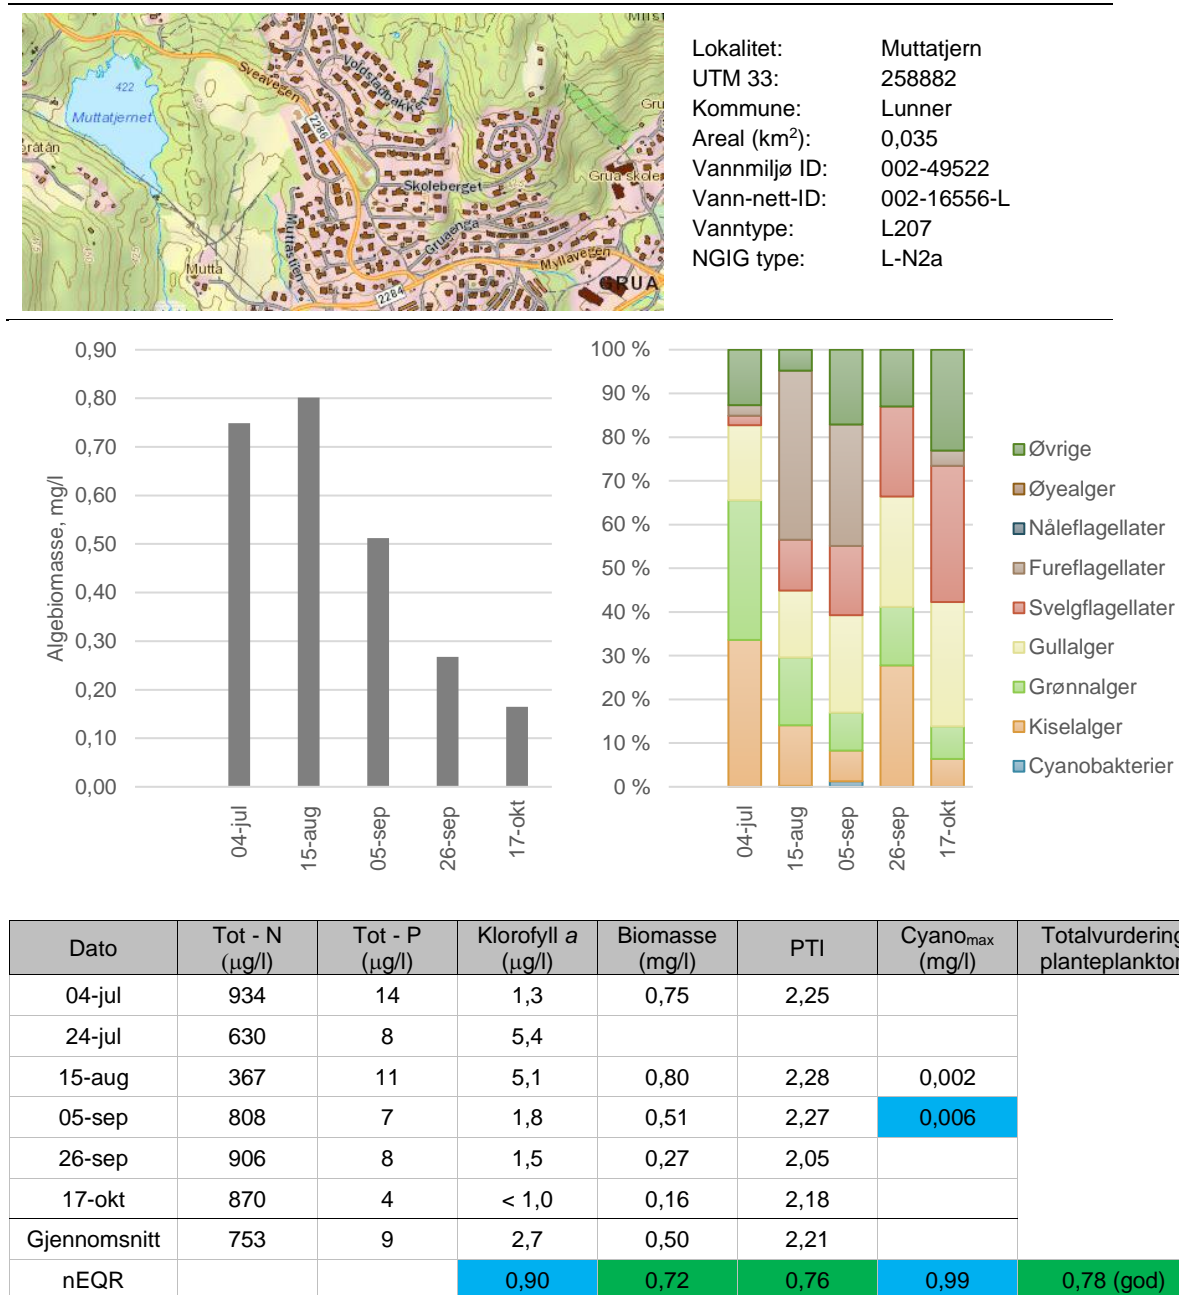 Sveavegen
Voldstadbakken
422
Muttatjernet
2286
Gru
Grua skole
Skoleberget
Gruaenga
Muttastien
Myllavegen
Mutta
2284
GRUA
Lokalitet: Muttatjern
UTM 33: 258882
Kommune: Lunner
Areal (km²): 0,035
Vannmiljø ID: 002-49522
Vann-nett-ID: 002-16556-L
Vanntype: L207
NGIG type: L-N2a
Algebiomasse, mg/l
0,90
0,80
0,70
0,60
0,50
0,40
0,30
0,20
0,10
0,00
04-jul 15-aug 05-sep 26-sep 17-okt
100 %
90 %
80 %
70 %
60 %
50 %
40 %
30 %
20 %
10 %
0 %
04-jul 15-aug 05-sep 26-sep 17-okt
Øvrige
Øyealger
Nåleflagellater
Fureflagellater
Svelgflagellater
Gullalger
Grønnalger
Kiselalger
Cyanobakterier
Dato Tot - N (µg/l) Tot - P (µg/l) Klorofyll a (µg/l) Biomasse (mg/l) PTI Cyanomax (mg/l) Totalvurdering planteplankton
04-jul 934 14 1,3 0,75 2,25
24-jul 630 8 5,4
15-aug 367 11 5,1 0,80 2,28 0,002
05-sep 808 7 1,8 0,51 2,27 0,006
26-sep 906 8 1,5 0,27 2,05
17-okt 870 4 < 1,0 0,16 2,18
Gjennomsnitt 753 9 2,7 0,50 2,21
nEQR 0,90 0,72 0,76 0,99 0,78 (god)